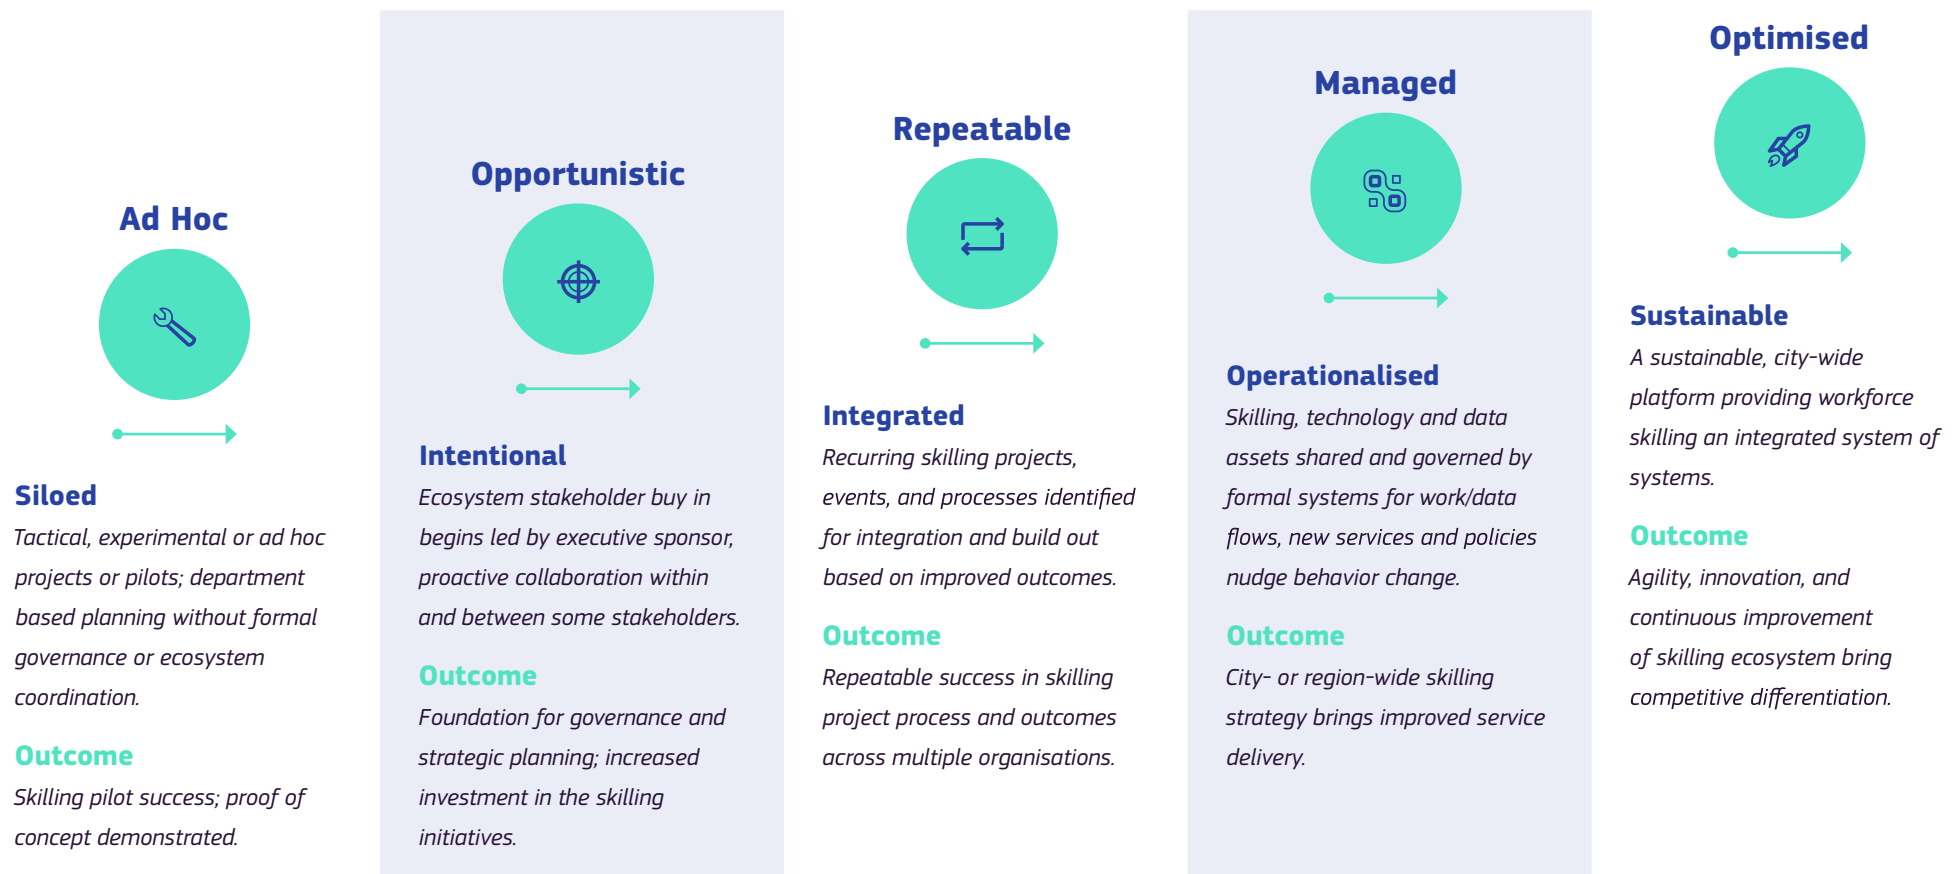 Ad Hoc
Siloed
Tactical, experimental or ad hoc
projects or pilots; department
based planning without formal
governance or ecosystem
coordination.
Outcome
Skilling pilot success; proof of
concept demonstrated.
Opportunistic
Intentional
Ecosystem stakeholder buy in
begins led by executive sponsor,
proactive collaboration within
and between some stakeholders.
Outcome
Foundation for governance and
strategic planning; increased
investment in the skilling
initiatives.
Repeatable
Integrated
Recurring skilling projects,
events, and processes identified
for integration and build out
based on improved outcomes.
Outcome
Repeatable success in skilling
project process and outcomes
across multiple organisations.
Managed
Operationalised
Skilling, technology and data
assets shared and governed by
formal systems for work/data
flows, new services and policies
nudge behavior change.
Outcome
City- or region-wide skilling
strategy brings improved service
delivery.
Optimised
Sustainable
A sustainable, city-wide
platform providing workforce
skilling an integrated system of
systems.
Outcome
Agility, innovation, and
continuous improvement
of skilling ecosystem bring
competitive differentiation.